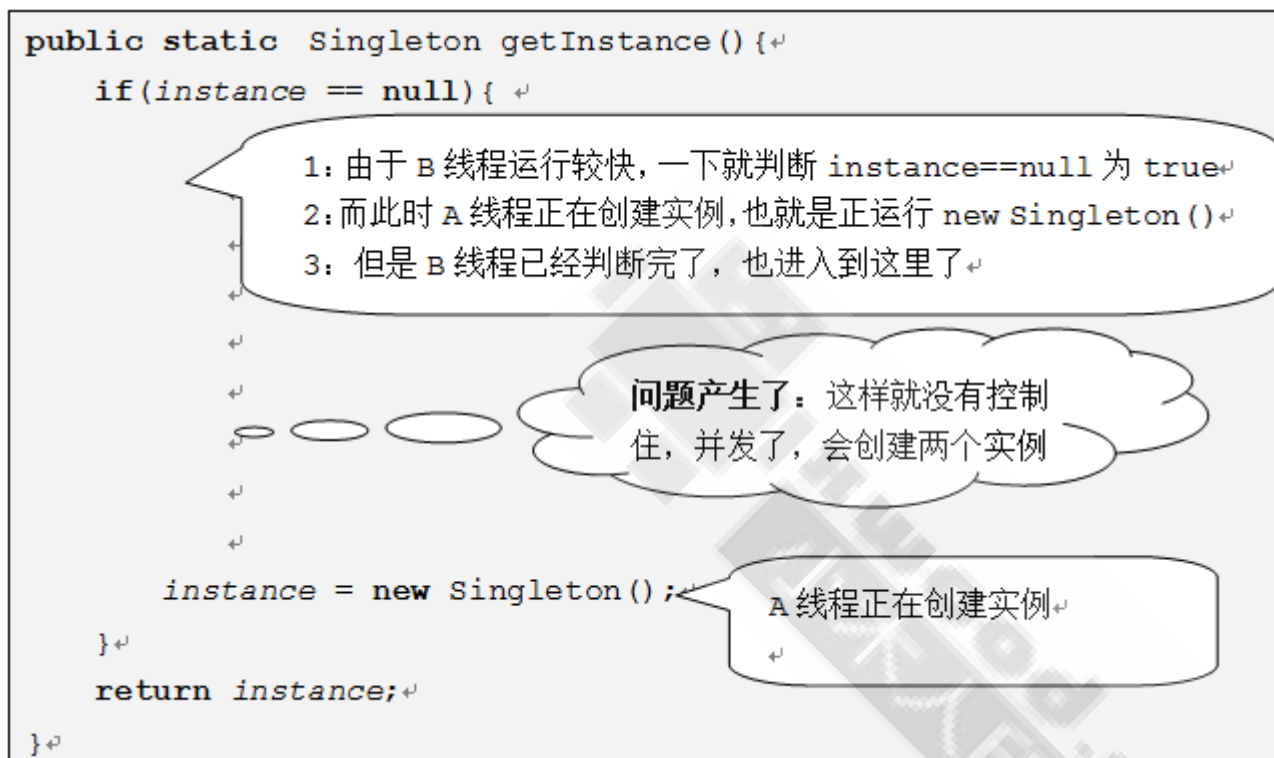 public static Singleton getInstance(){
if(instance == null){
1:由于 B 线程运行较快,一下就判断 instance==null 为 true
2:而此时 A 线程正在创建实例,也就是正运行 new Singleton()
3: 但是 B 线程已经判断完了，也进入到这里了
问题产生了：这样就没有控制
住，并发了，会创建两个实例
instance = new Singleton();
A 线程正在创建实例
}
return instance;
}